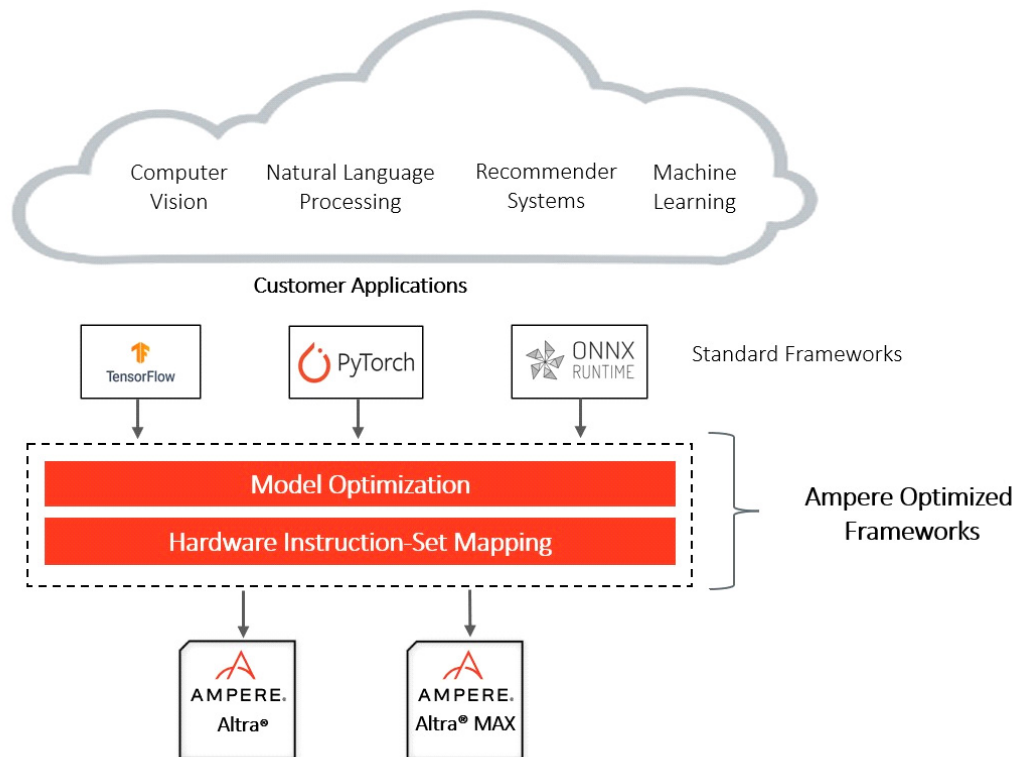 Computer
Vision
Natural Language
Processing
Recommender
Systems
Machine
Learning
Customer Applications
TensorFlow
PyTorch
ONNX
RUNTIME
Standard Frameworks
Model Optimization
Hardware Instruction-Set Mapping
Ampere Optimized
Frameworks
AMPERE®
Altra®
AMPERE®
Altra® MAX